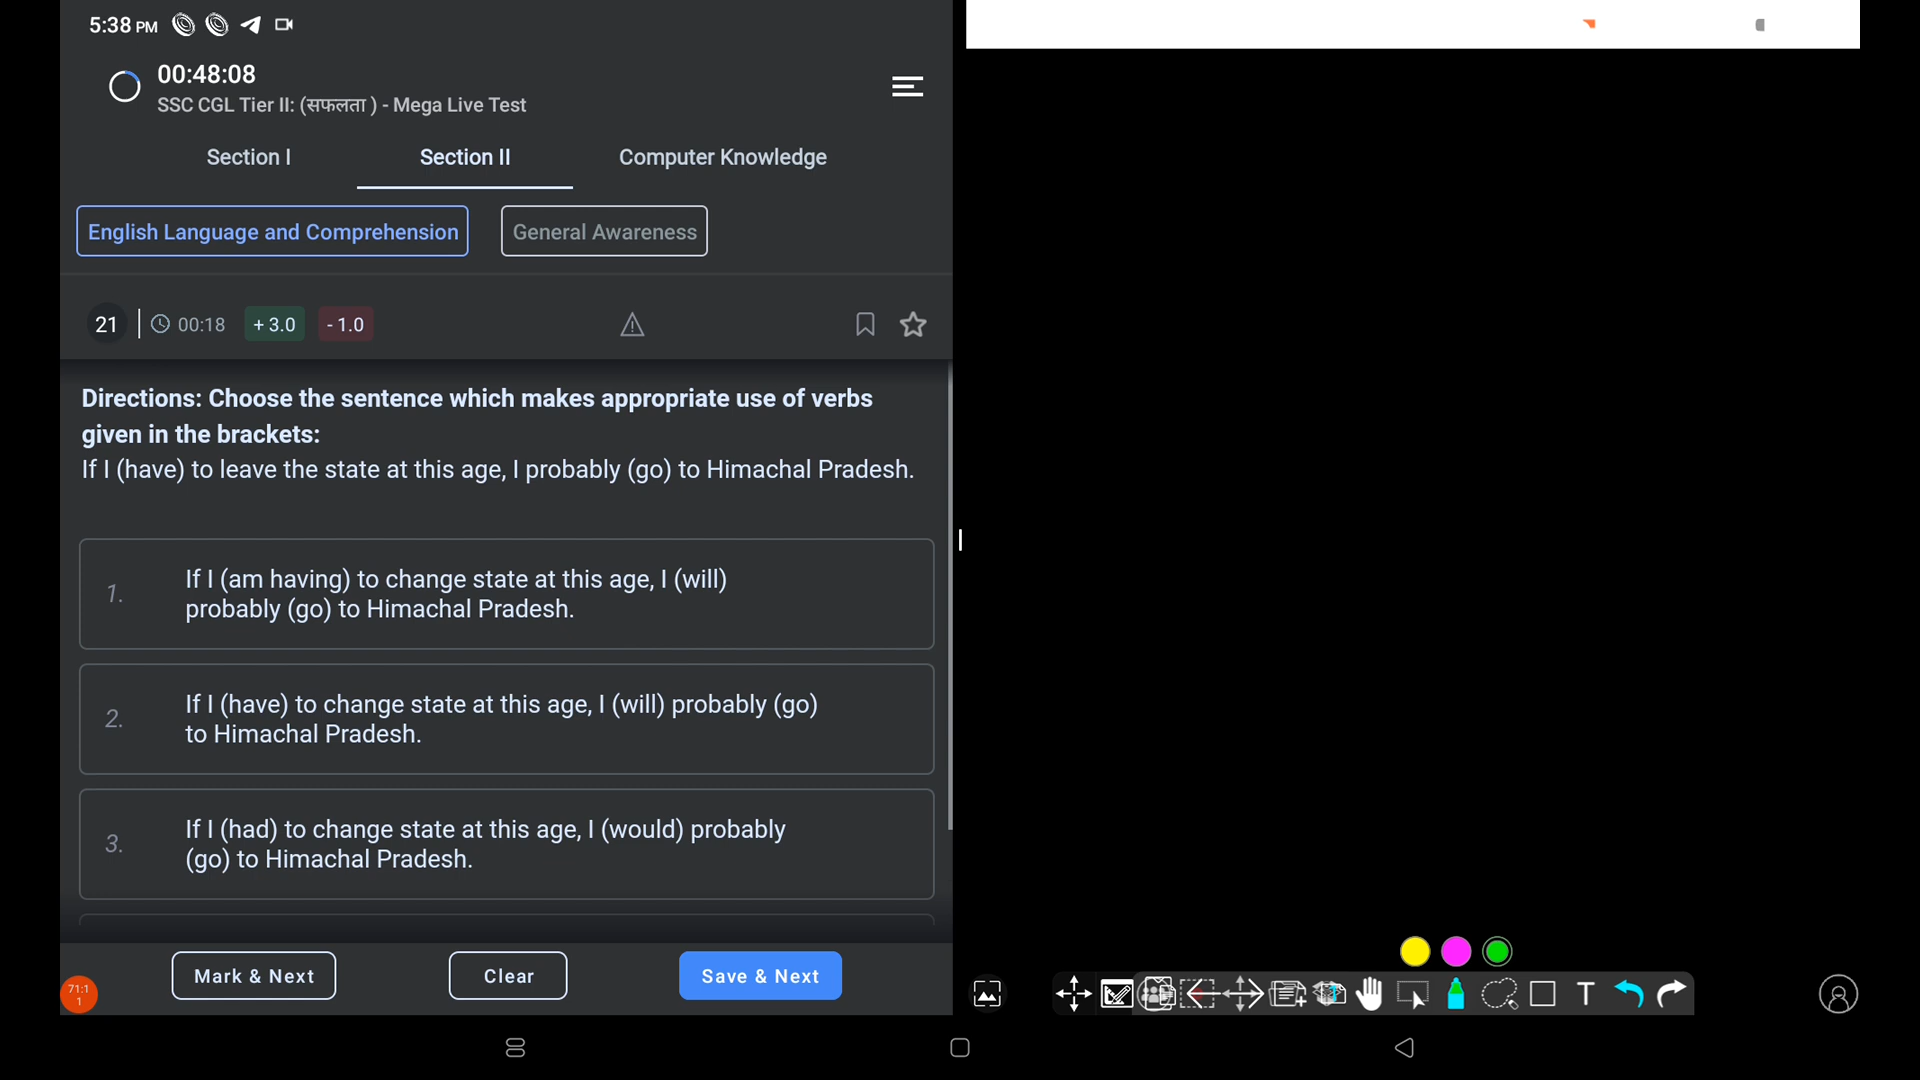 5:38 PM
00:48:08
SSC CGL Tier II: (सफलता ) - Mega Live Test
Section I
Section II
Computer Knowledge
English Language and Comprehension
General Awareness
21
00:18
+ 3.0
- 1.0
Directions: Choose the sentence which makes appropriate use of verbs
given in the brackets:
If I (have) to leave the state at this age, I probably (go) to Himachal Pradesh.
1.
If I (am having) to change state at this age, I (will)
probably (go) to Himachal Pradesh.
2.
If I (have) to change state at this age, I (will) probably (go)
to Himachal Pradesh.
3.
If I (had) to change state at this age, I (would) probably
(go) to Himachal Pradesh.
Mark & Next
Clear
Save & Next
71:1
1
T